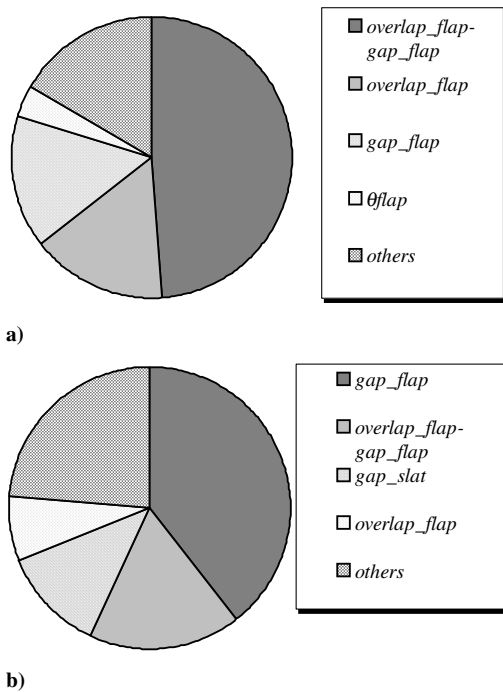 overlap_flap-
gap_flap
overlap_flap
gap_flap
θflap
others
a)
gap_flap
overlap_flap-
gap_flap
gap_slat
overlap_flap
others
b)